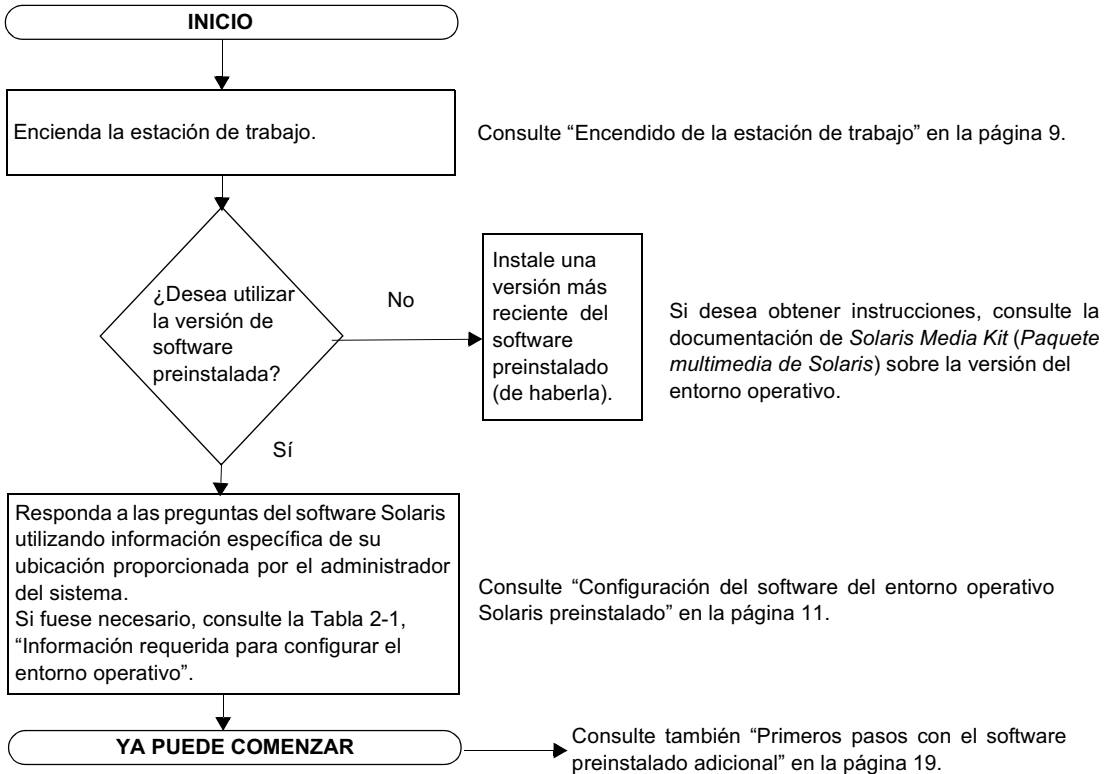 INICIO
Encienda la estación de trabajo.
Consulte “Encendido de la estación de trabajo” en la página 9.
¿Desea utilizar
la versión de
software
preinstalada?
No
Instale una
versión más
reciente del
software
preinstalado
(de haberla).
Si desea obtener instrucciones, consulte la
documentación de Solaris Media Kit (Paquete
multimedia de Solaris) sobre la versión del
entorno operativo.
Sí
Responda a las preguntas del software Solaris
utilizando información específica de su
ubicación proporcionada por el administrador
del sistema.
Si fuese necesario, consulte la Tabla 2-1,
“Información requerida para configurar el
entorno operativo”.
Consulte “Configuración del software del entorno operativo
Solaris preinstalado” en la página 11.
YA PUEDE COMENZAR
Consulte también “Primeros pasos con el software
preinstalado adicional” en la página 19.